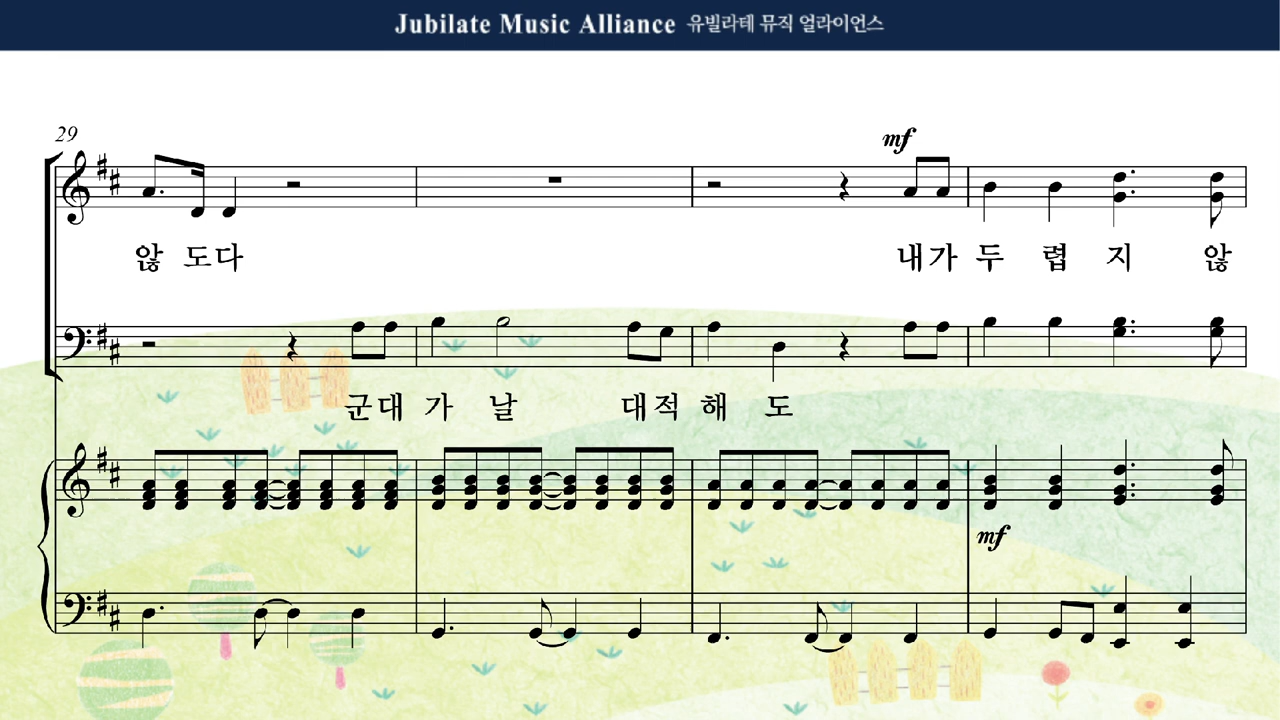 Jubilate Music Alliance 유빌라테 뮤직 얼라이언스
29
mf
않 도다 내가 두 렵 지 않
군대 가 날 대적 해 도
mf